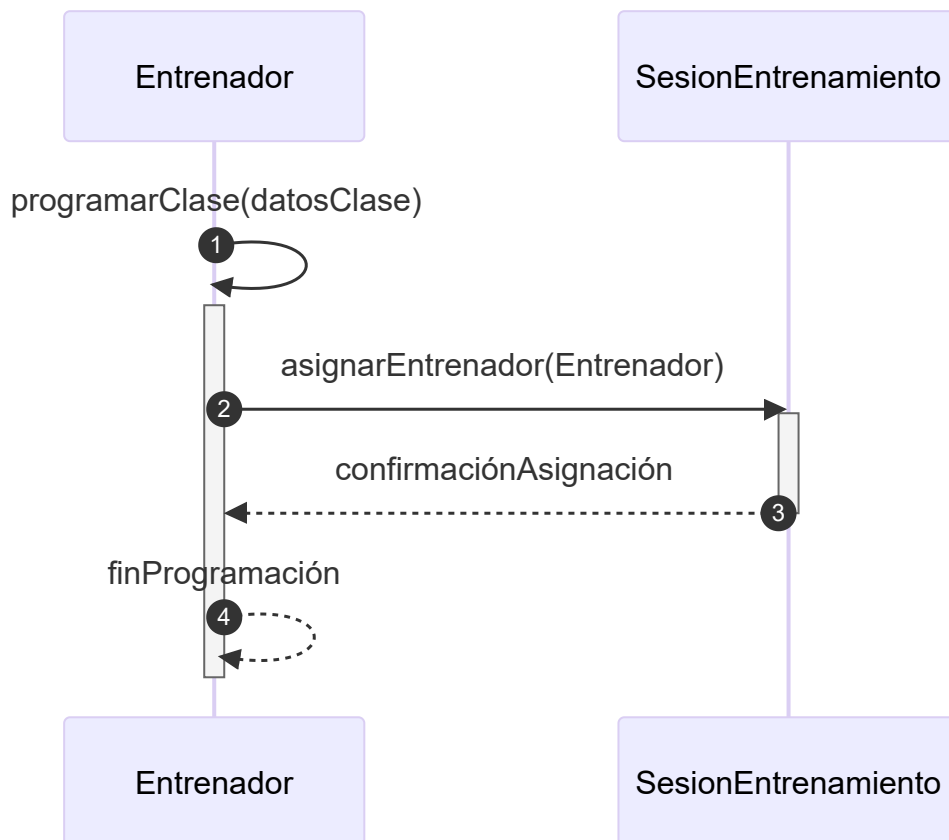 Entrenador
SesionEntrenamiento
programarClase(datosClase)
1
asignarEntrenador(Entrenador)
2
confirmaciónAsignación
3
finProgramación
4
Entrenador
SesionEntrenamiento